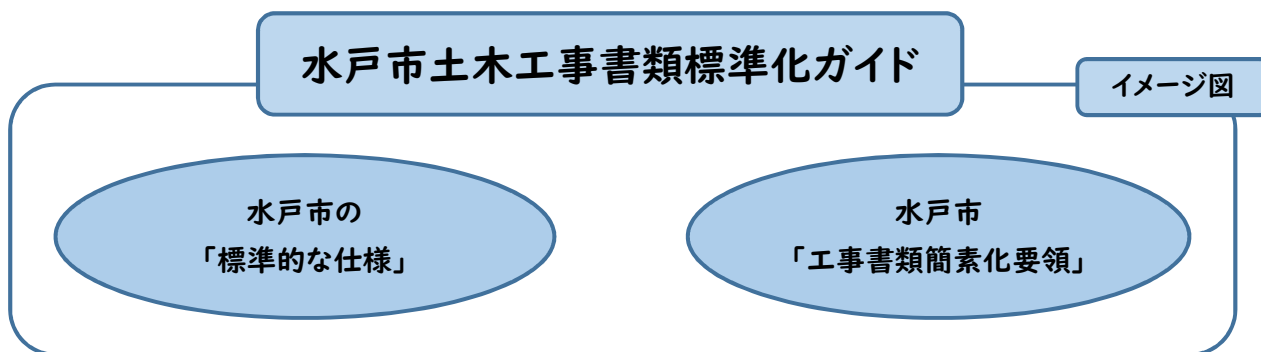 水戸市土木工事書類標準化ガイド
イメージ図
水戸市の
「標準的な仕様」
水戸市
「工事書類簡素化要領」